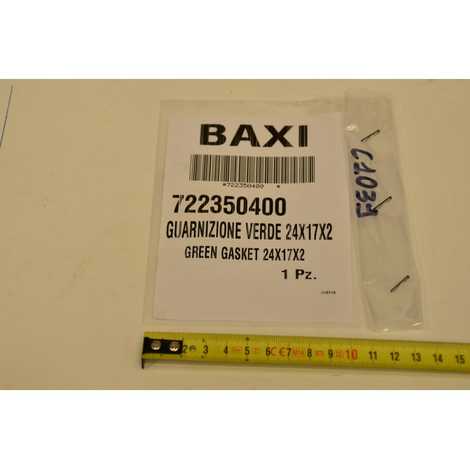 BAXI
*722350400 *
722350400
GUARNIZIONE VERDE 24X17X2
GREEN GASKET 24X17X2
1 Pz.
2 3 4 5 6 C€ 7 8 9 10 11 12 13 14 15